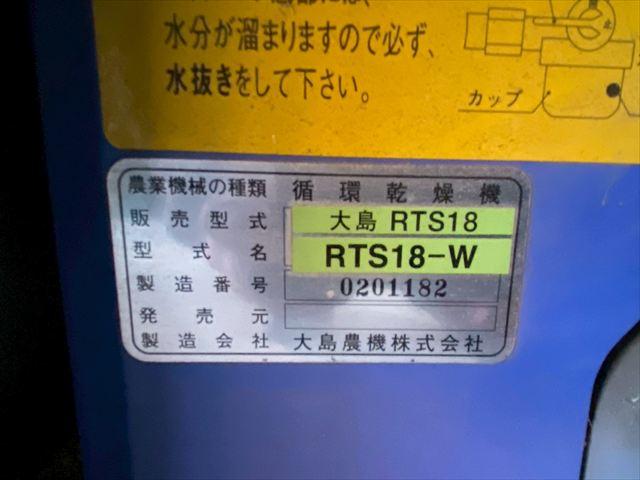 水分が溜まりますので必ず、
水抜きをして下さい。
カップ
農業機械の種類 循環乾燥機
販売型式 大島 RTS18
型式名 RTS18-W
製造番号 0201182
発売元
製造会社 大島農機株式会社